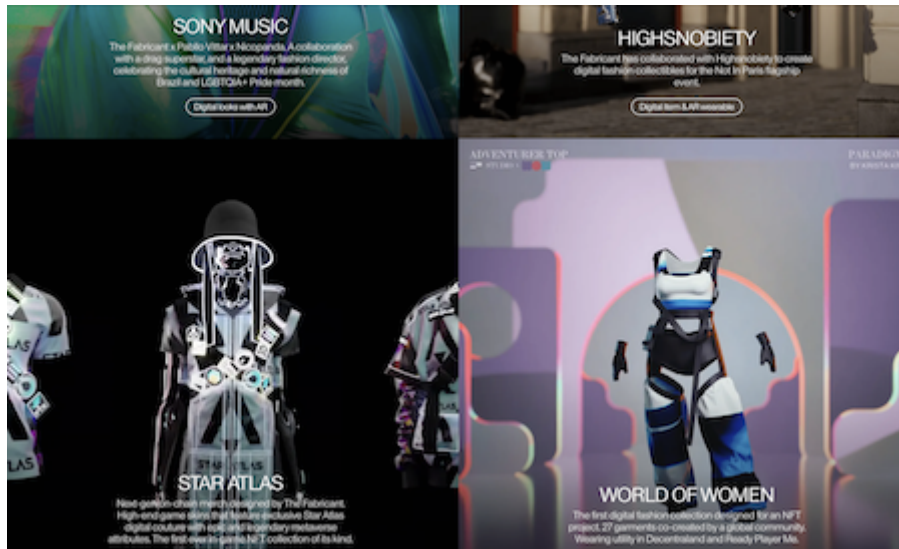 SONY MUSIC
The Fabricant x Pabllo Vittar x Nicopanda. A collaboration
with a drag superstar, and a legendary fashion director,
celebrating the cultural heritage and natural richness of
Brazil and LGBTQIA+ Pride month.
Digital looks with AR
HIGHSNOBIETY
The Fabricant has collaborated with Highsnobiety to create
digital fashion collectibles for the Not In Paris flagship
event.
Digital item & AR wearable
STAR ATLAS
STAR ATLAS
Next-gen on-chain merch designed by The Fabricant.
High-end game skins that feature exclusive Star Atlas
digital couture with epic and legendary metaverse
attributes. The first ever in-game NFT collection of its kind.
ADVENTURER TOP
STUDIO
PARADIG
WORLD OF WOMEN
The first digital fashion collection designed for an NFT
project. 27 garments co-created by a global community.
Wearing utility in Decentraland and Ready Player Me.